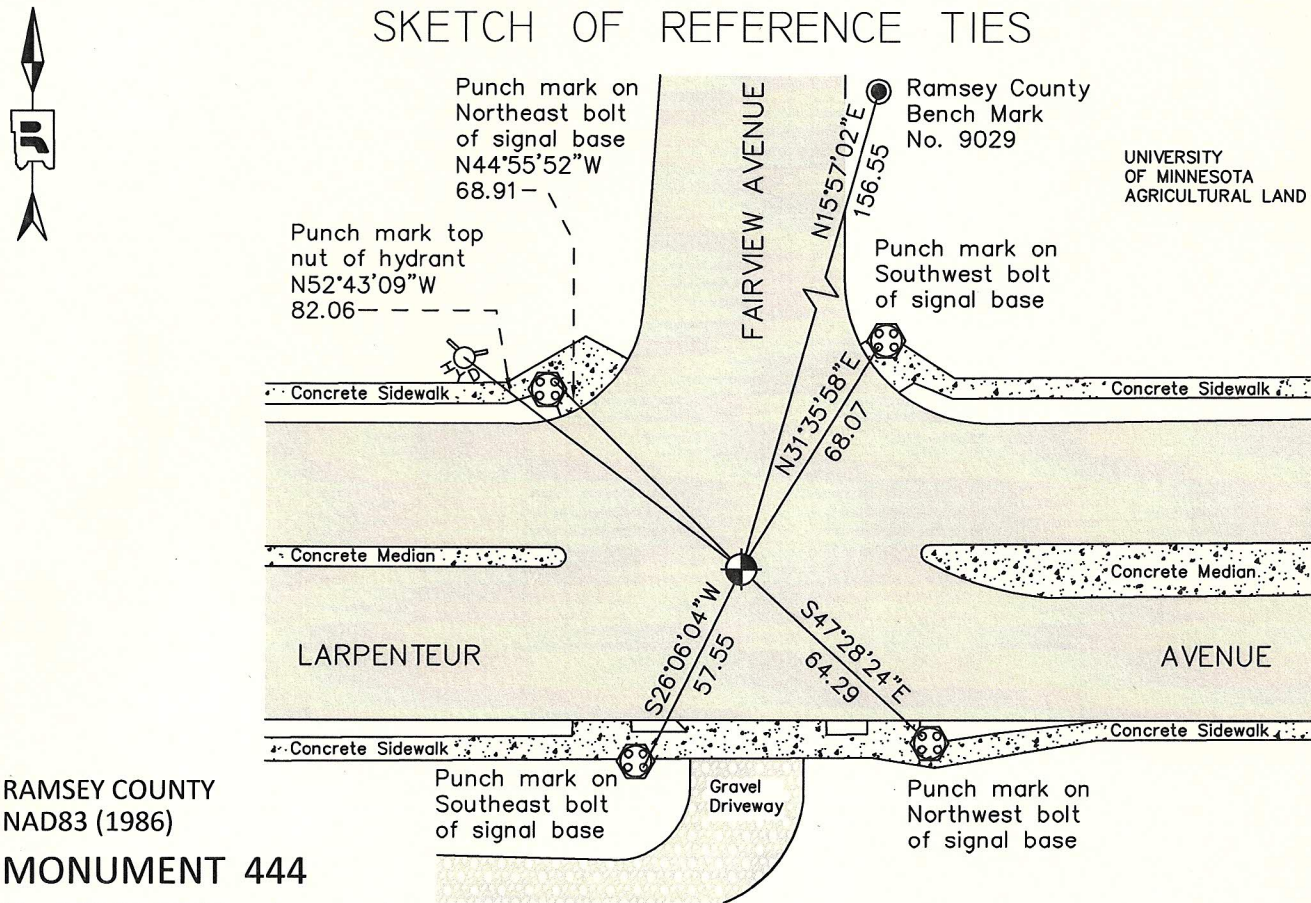 SKETCH OF REFERENCE TIES
Punch mark on
Northeast bolt
of signal base
N44°55'52"W
68.91
Punch mark top
nut of hydrant
N52°43'09"W
82.06
FAIRVIEW AVENUE
N15°57'02"E
156.55
Ramsey County
Bench Mark
No. 9029
UNIVERSITY
OF MINNESOTA
AGRICULTURAL LAND
Punch mark on
Southwest bolt
of signal base
HYD
Concrete Sidewalk
N31°35'58"E
68.07
Concrete Sidewalk
Concrete Median
Concrete Median
LARPENTEUR
AVENUE
S26°06'04"W
57.55
S47°28'24"E
64.29
Concrete Sidewalk
Concrete Sidewalk
Punch mark on
Southeast bolt
of signal base
Gravel
Driveway
Punch mark on
Northwest bolt
of signal base
RAMSEY COUNTY
NAD83 (1986)
MONUMENT 444